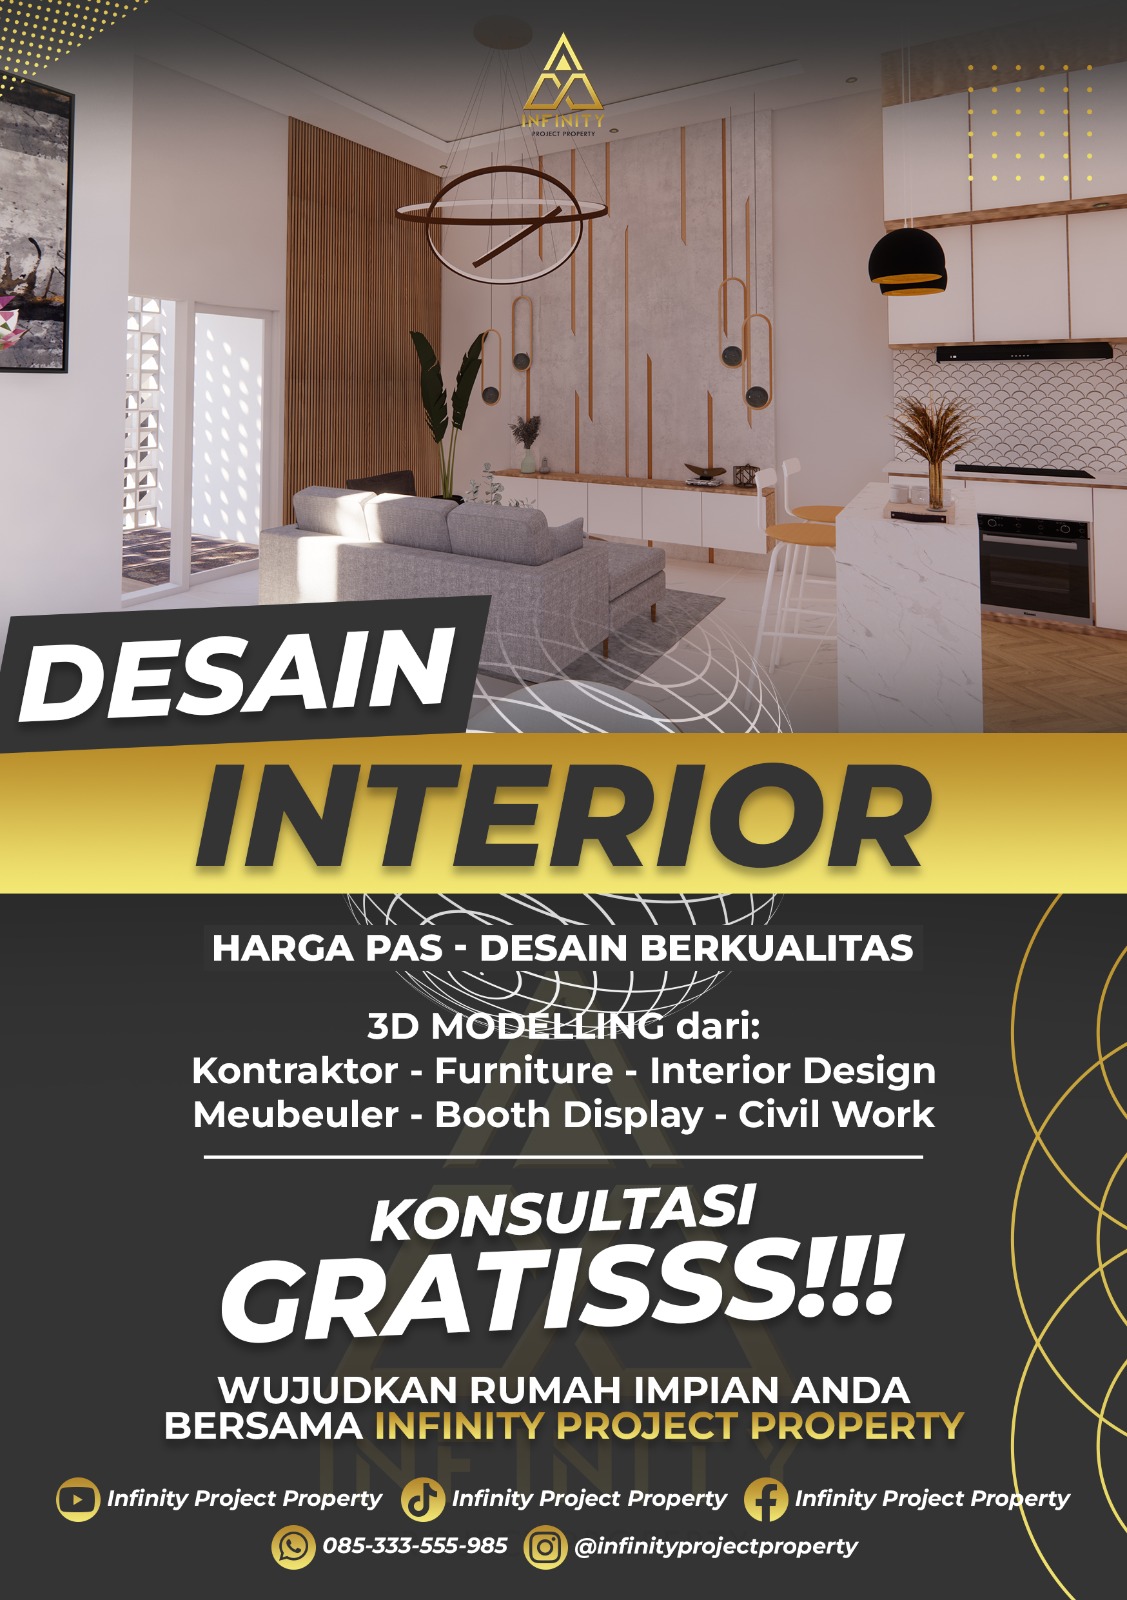 INFINITY
PROJECT PROPERTY
DESAIN
INTERIOR
HARGA PAS - DESAIN BERKUALITAS
3D MODELLING dari:
Kontraktor - Furniture - Interior Design
Meubeuler - Booth Display - Civil Work
KONSULTASI
GRATISSS!!!
WUJUDKAN RUMAH IMPIAN ANDA
BERSAMA INFINITY PROJECT PROPERTY
INFINITY
Infinity Project Property Infinity Project Property Infinity Project Property
085-333-555-985 @infinityprojectproperty